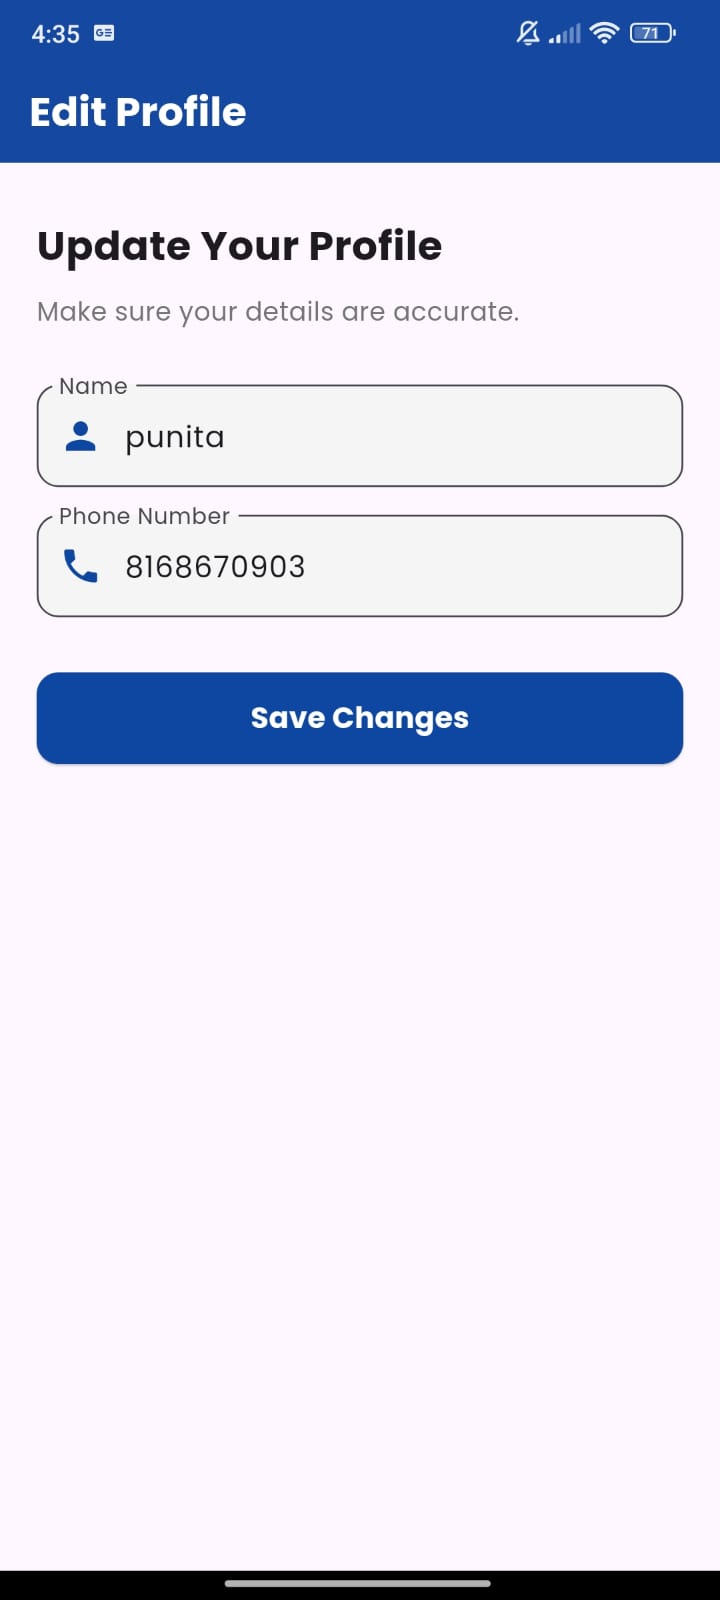 4:35
71
Edit Profile
Update Your Profile
Make sure your details are accurate.
Name
punita
Phone Number
8168670903
Save Changes